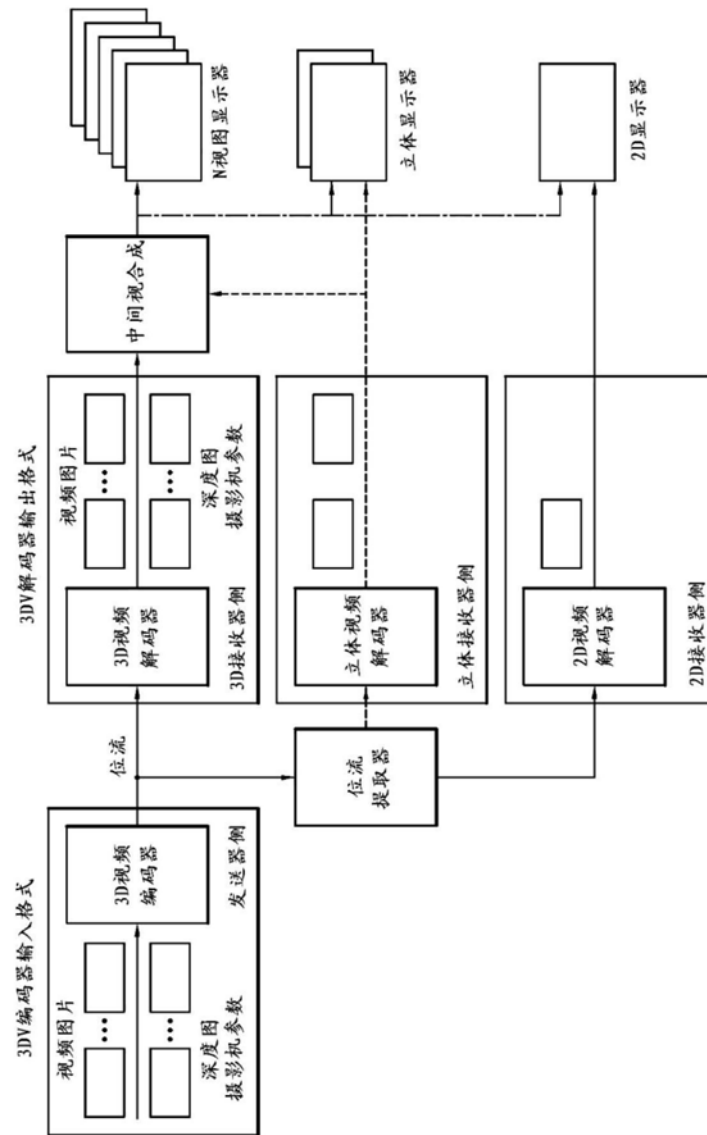 3DV编码器输入格式
视频图片
•••
•••
深度图
摄影机参数
3D视频
编码器
发送器侧
位流
位流
提取器
3DV解码器输出格式
3D视频
解码器
视频图片
•••
•••
深度图
摄影机参数
3D接收器侧
立体视频
解码器
立体接收器侧
2D视频
解码器
2D接收器侧
中间视合成
N视图显示器
立体显示器
2D显示器